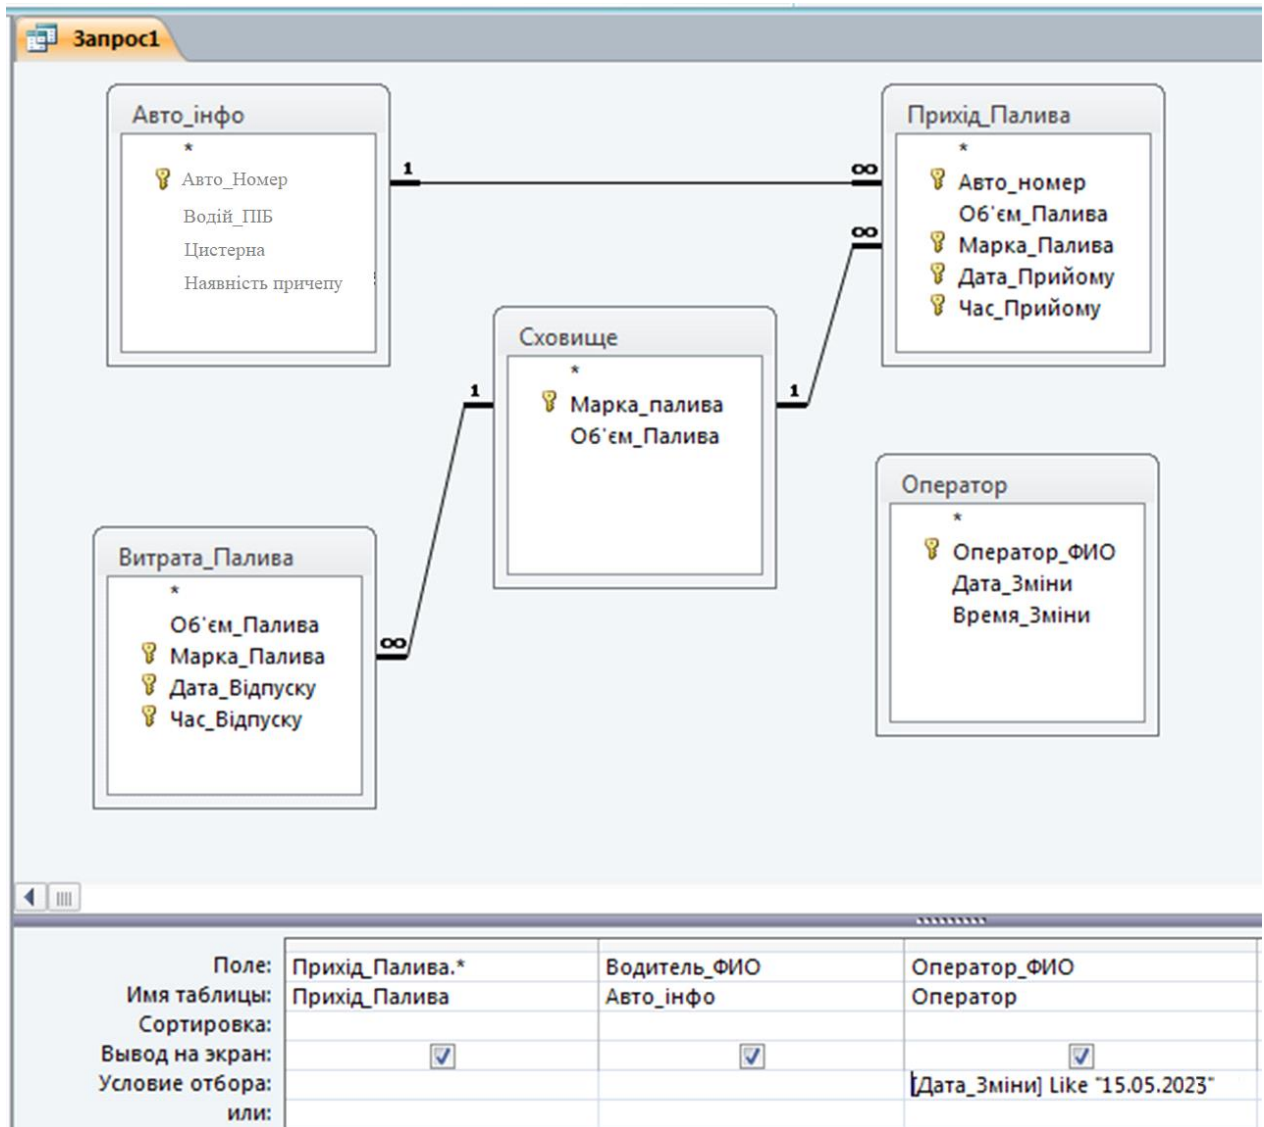 Запрос1
Авто_інфо
*
Авто_Номер
Водій_ПІБ
Цистерна
Наявність причепу
1
∞
Прихід_Палива
*
Авто_номер
Об'єм_Палива
∞
Марка_Палива
Дата_Прийому
Час_Прийому
Сховище
*
1
Марка_палива
1
Об'єм_Палива
Оператор
*
Оператор_ФИО
Дата_Зміни
Время_Зміни
Витрата_Палива
*
Об'єм_Палива
Марка_Палива
∞
Дата_Відпуску
Час_Відпуску
Поле: Прихід_Палива.* Водитель_ФИО Оператор_ФИО
Имя таблицы: Прихід_Палива Авто_інфо Оператор
Сортировка:
Вывод на экран:
Условие отбора: [Дата_Зміни] Like "15.05.2023"
или: